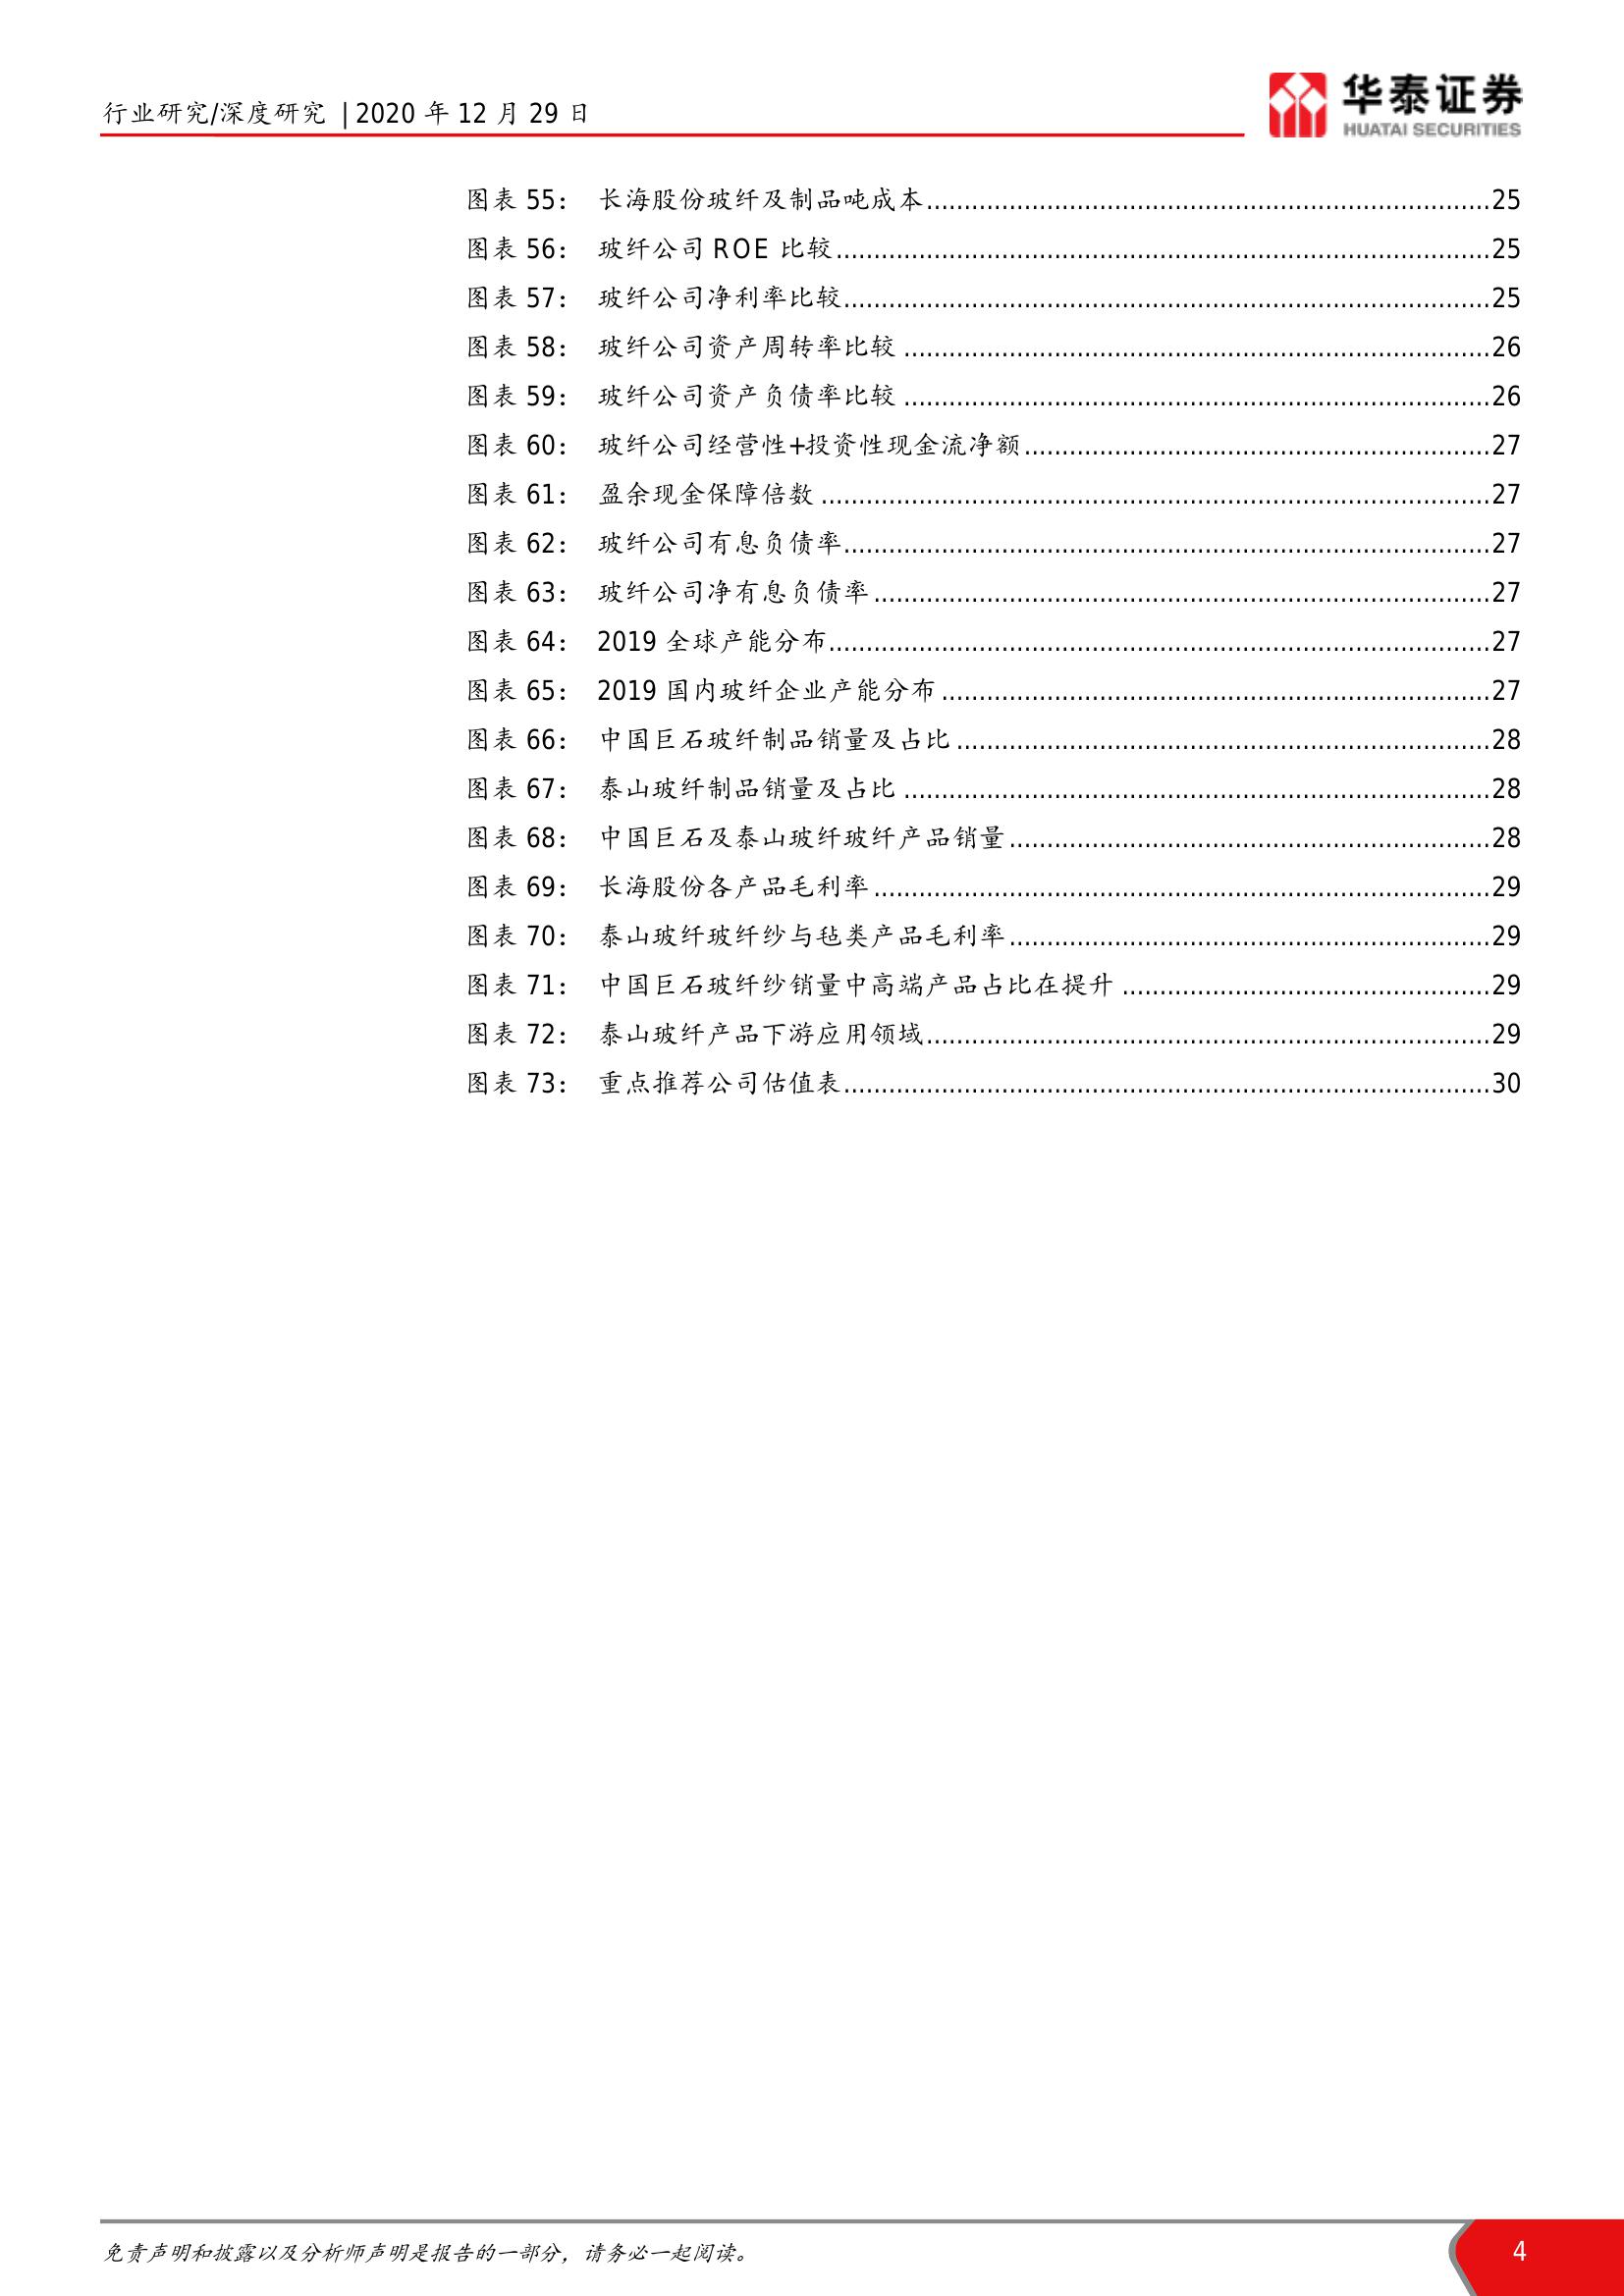 行业研究/深度研究 | 2020 年 12 月 29 日
华泰证券
HUATAI SECURITIES
图表 55： 长海股份玻纤及制品吨成本..........................................................................25
图表 56： 玻纤公司 ROE 比较......................................................................................25
图表 57： 玻纤公司净利率比较.....................................................................................25
图表 58： 玻纤公司资产周转率比较 .............................................................................26
图表 59： 玻纤公司资产负债率比较 .............................................................................26
图表 60： 玻纤公司经营性+投资性现金流净额.............................................................27
图表 61： 盈余现金保障倍数 ........................................................................................27
图表 62： 玻纤公司有息负债率.....................................................................................27
图表 63： 玻纤公司净有息负债率.................................................................................27
图表 64： 2019 全球产能分布.......................................................................................27
图表 65： 2019 国内玻纤企业产能分布 ........................................................................27
图表 66： 中国巨石玻纤制品销量及占比 ......................................................................28
图表 67： 泰山玻纤制品销量及占比 .............................................................................28
图表 68： 中国巨石及泰山玻纤玻纤产品销量...............................................................28
图表 69： 长海股份各产品毛利率.................................................................................29
图表 70： 泰山玻纤玻纤纱与毡类产品毛利率...............................................................29
图表 71： 中国巨石玻纤纱销量中高端产品占比在提升 ................................................29
图表 72： 泰山玻纤产品下游应用领域..........................................................................29
图表 73： 重点推荐公司估值表.....................................................................................30
免责声明和披露以及分析师声明是报告的一部分，请务必一起阅读。
4